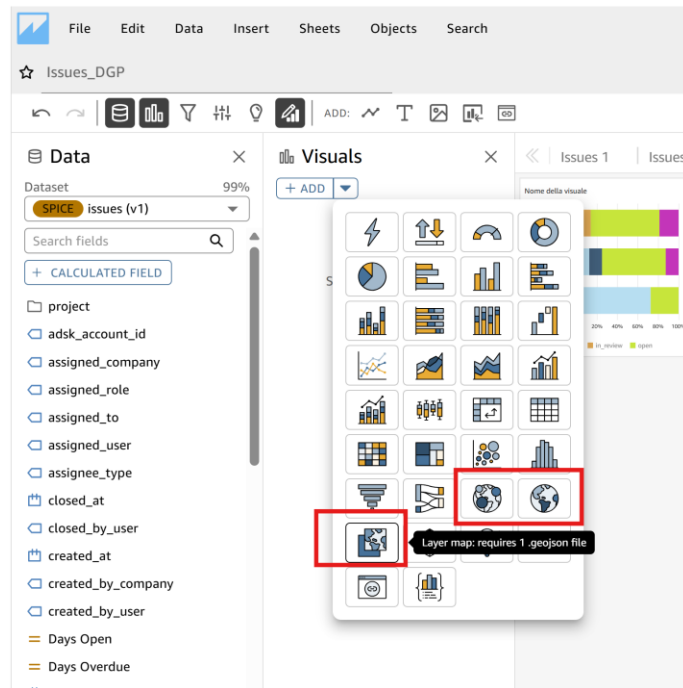 File Edit Data Insert Sheets Objects Search
Issues_DGP
ADD: T
Data
Visuals
Issues 1
Issues
Dataset 99%
SPICE issues (v1)
Search fields
+ CALCULATED FIELD
+ ADD
S
Nome della visuale
20% 40% 60% 80% 100%
in_review open
project
adsk_account_id
assigned_company
assigned_role
assigned_to
assigned_user
assignee_type
closed_at
closed_by_user
created_at
created_by_company
created_by_user
Days Open
Days Overdue
Layer map: requires 1 .geojson file